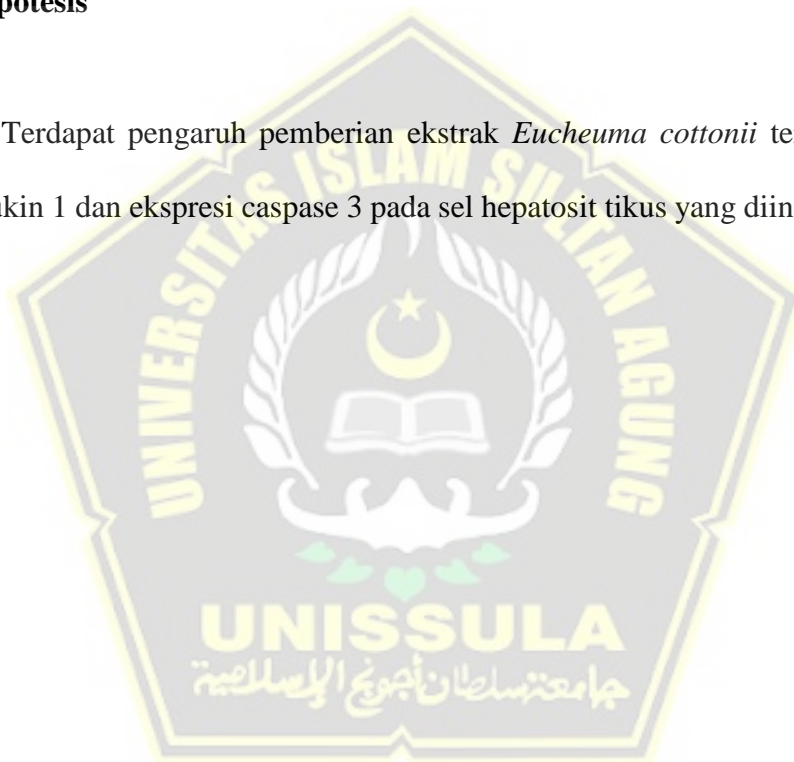 potesis
Terdapat pengaruh pemberian ekstrak Eucheuma cottonii te
kin 1 dan ekspresi caspase 3 pada sel hepatosit tikus yang diin
UNIVERSITAS ISLAM SULTAN AGUNG
UNISSULA
جامعة سلطان أجونج الإسلامية